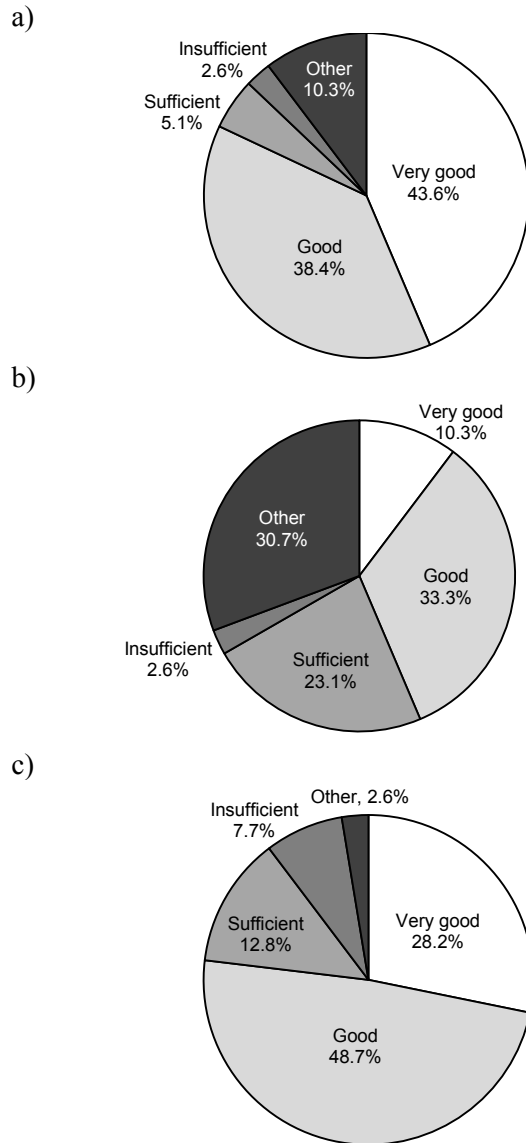 a)
Insufficient
2.6%
Other
10.3%
Sufficient
5.1%
Very good
43.6%
Good
38.4%
b)
Very good
10.3%
Other
30.7%
Good
33.3%
Insufficient
2.6%
Sufficient
23.1%
c)
Other, 2.6%
Insufficient
7.7%
Sufficient
12.8%
Very good
28.2%
Good
48.7%